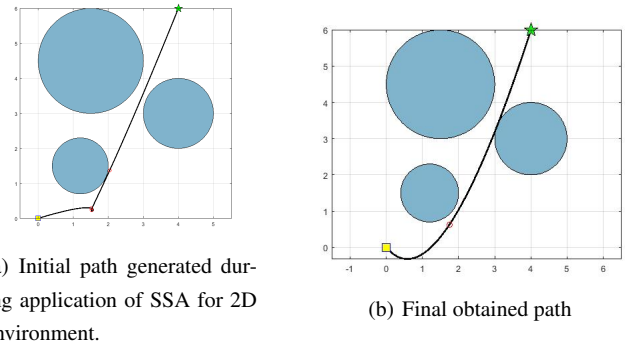 6
5
4
3
2
1
0
0 1 2 3 4 5
) Initial path generated dur-
ng application of SSA for 2D
nvironment.
6
5
4
3
2
1
0
-1 0 1 2 3 4 5 6
(b) Final obtained path